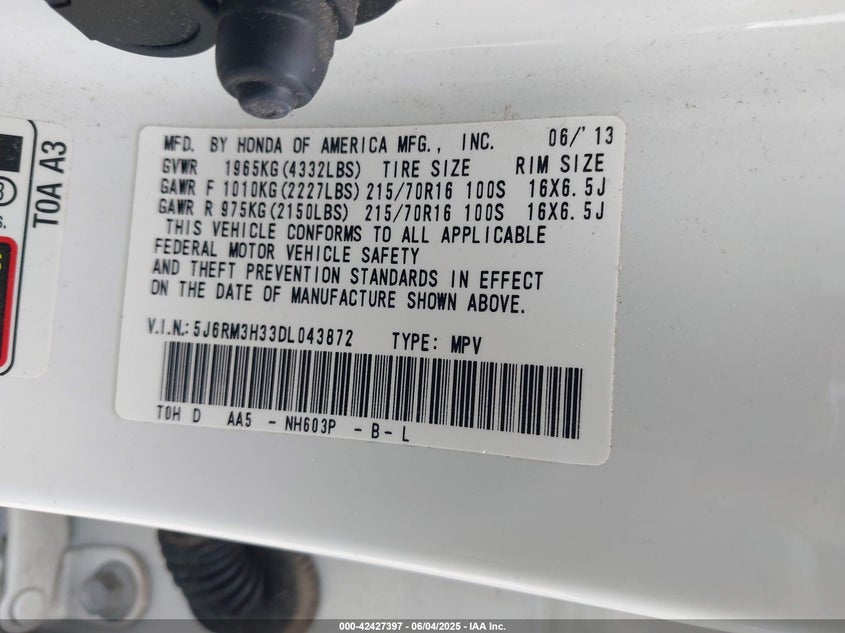 MFD. BY HONDA OF AMERICA MFG., INC. 06/'13
GVWR 1965KG(4332LBS) TIRE SIZE RIM SIZE
GAWR F 1010KG(2227LBS) 215/70R16 100S 16X6.5J
GAWR R 975KG(2150LBS) 215/70R16 100S 16X6.5J
THIS VEHICLE CONFORMS TO ALL APPLICABLE
FEDERAL MOTOR VEHICLE SAFETY
AND THEFT PREVENTION STANDARDS IN EFFECT
ON THE DATE OF MANUFACTURE SHOWN ABOVE.
V.I.N.: 5J6RM3H33DL043872 TYPE: MPV
T0H D AA5 - NH603P - B - L
T0A A3
000-42427397 - 06/04/2025 - IAA Inc.